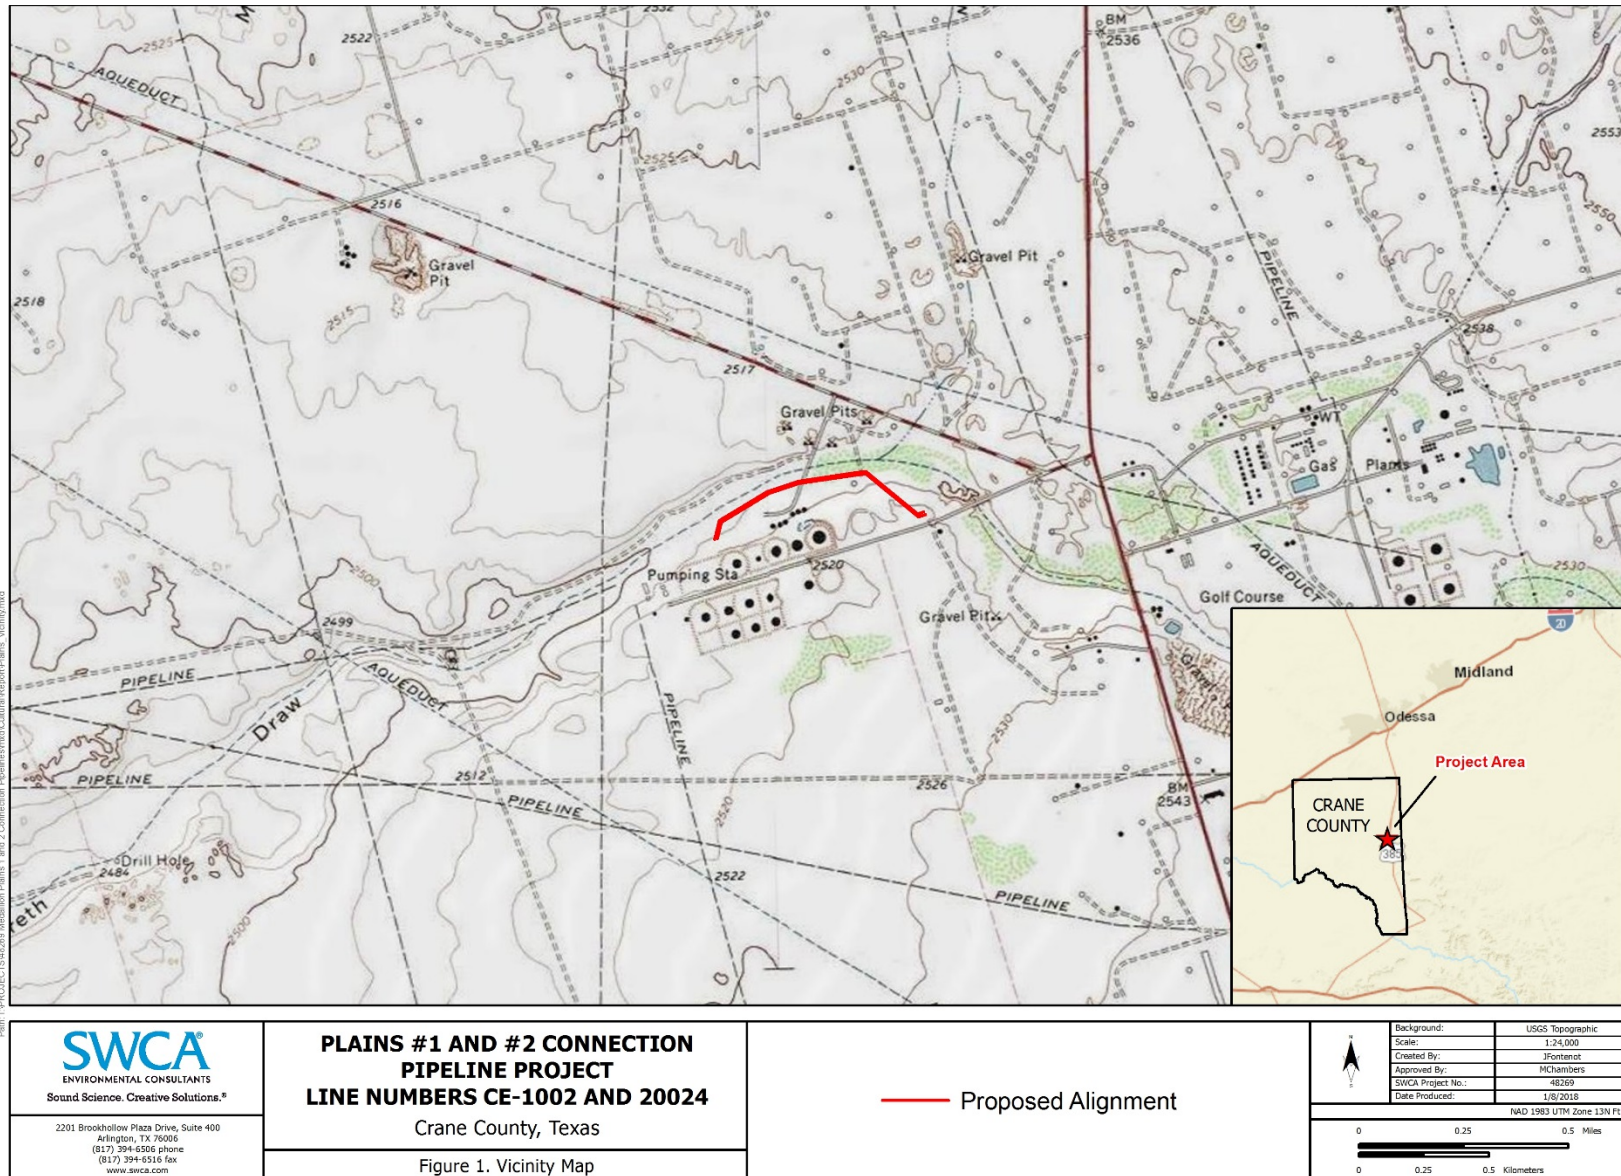 2532
BM
2536
2525
2522
2530
AQUEDUCT
2553
2525
2516
2550
Gravel
Pit
Gravel Pit
PIPELINE
2518
2515
2538
2517
Gravel Pits
WT
Gas Plants
2500
Pumping Sta
2520
AQUEDUCT
2530
2499
Gravel Pit
Golf Course
PIPELINE
AQUEDUCT
Draw
PIPELINE
2530
Gravel
PIPELINE
2512
PIPELINE
2526
BM
2543
2520
Drill Hole
2484
2522
PIPELINE
reth
2500
20
Midland
Odessa
Project Area
CRANE
COUNTY
385
SWCA®
ENVIRONMENTAL CONSULTANTS
Sound Science. Creative Solutions.®
2201 Brookhollow Plaza Drive, Suite 400
Arlington, TX 76006
(817) 394-6506 phone
(817) 394-6516 fax
www.swca.com
PLAINS #1 AND #2 CONNECTION
PIPELINE PROJECT
LINE NUMBERS CE-1002 AND 20024
Crane County, Texas
Figure 1. Vicinity Map
Proposed Alignment
N
S
Background: USGS Topographic
Scale: 1:24,000
Created By: JFontenot
Approved By: MChambers
SWCA Project No.: 48269
Date Produced: 1/8/2018
NAD 1983 UTM Zone 13N Ft
0 0.25 0.5 Miles
0 0.25 0.5 Kilometers